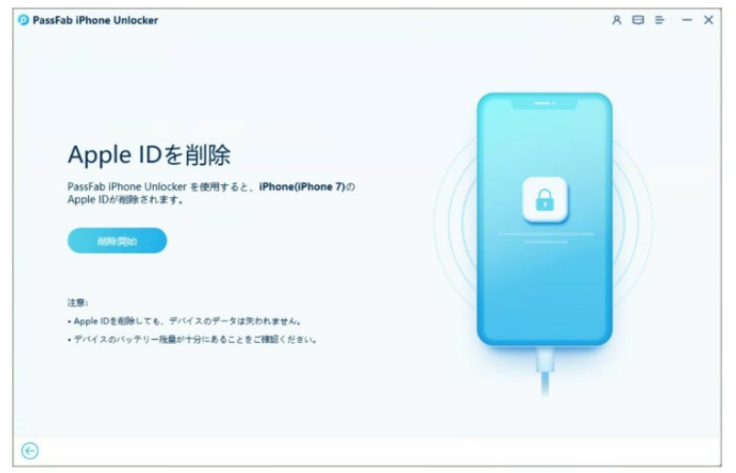 PassFab iPhone Unlocker
Apple IDを削除
PassFab iPhone Unlocker を使用すると、iPhone(iPhone 7)の
Apple IDが削除されます。
削除開始
注意:
• Apple IDを削除しても、デバイスのデータは失われません。
• デバイスのバッテリー残量が十分にあることをご確認ください。